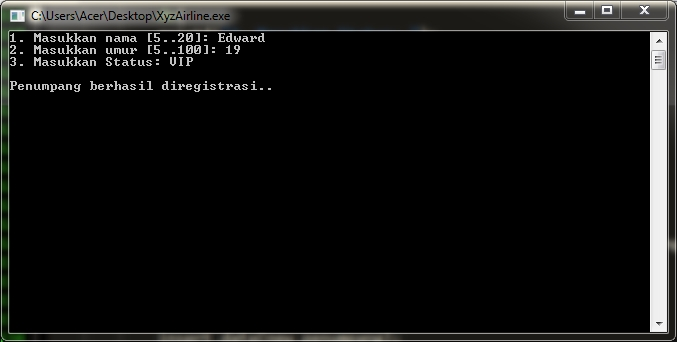 C:\Users\Acer\Desktop\XyzAirline.exe
1. Masukkan nama [5..20]: Edward
2. Masukkan umur [5..100]: 19
3. Masukkan Status: VIP
Penumpang berhasil diregistrasi..